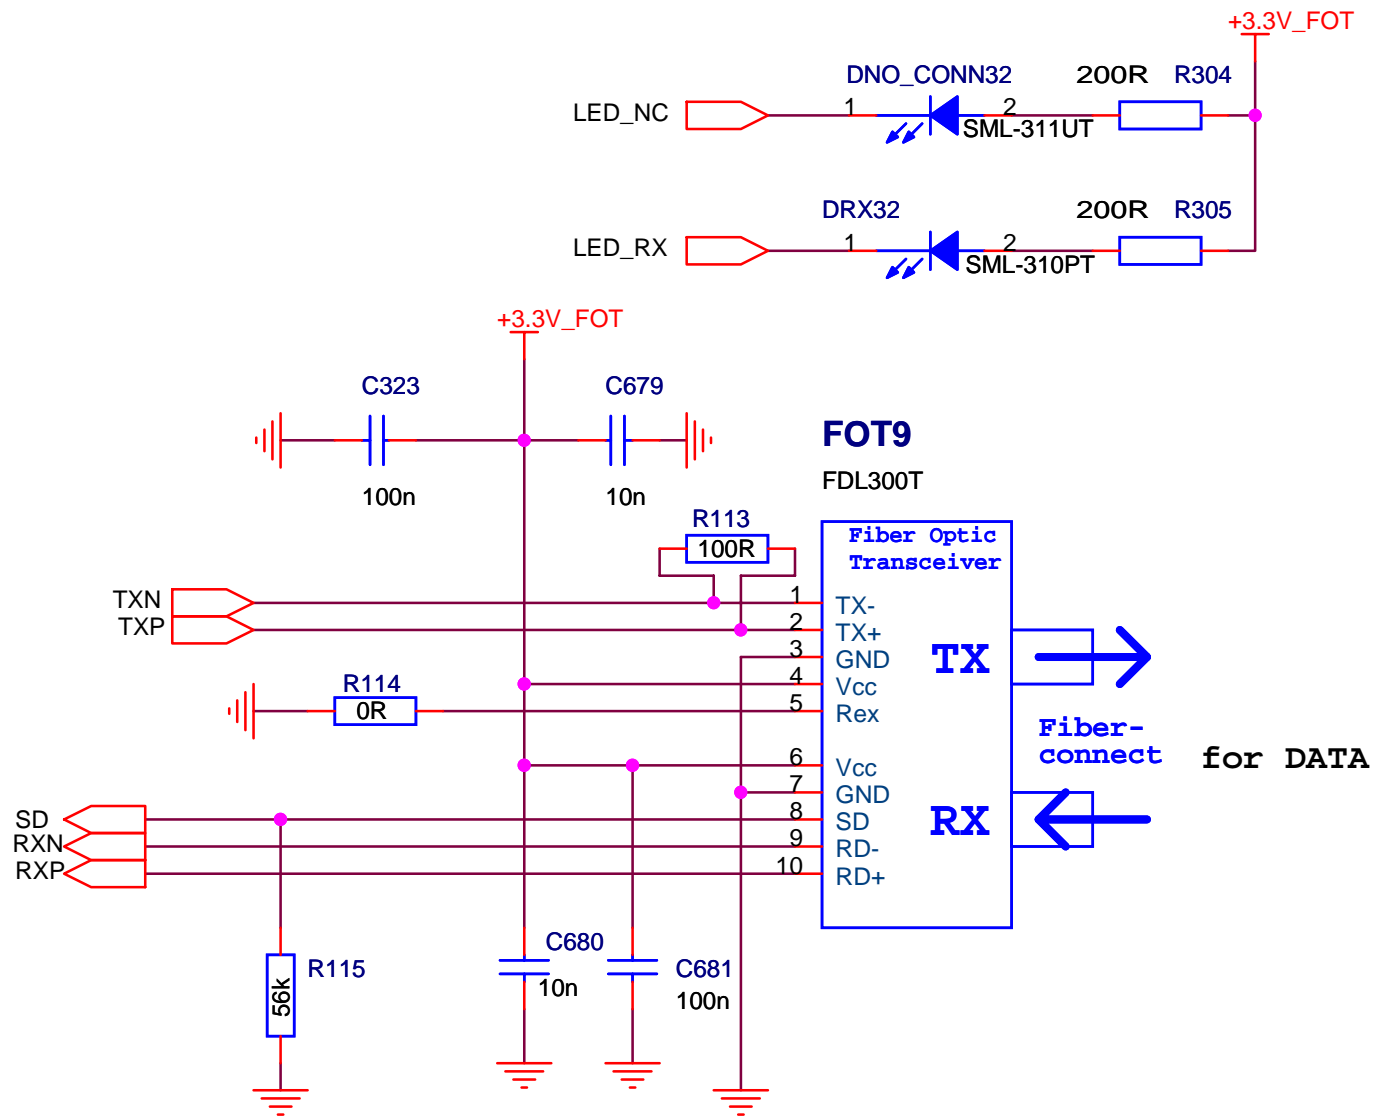 +3.3V_FOT
DNO_CONN32 200R R304
LED_NC 1 2
SML-311UT
DRX32 200R R305
LED_RX 1 2
SML-310PT
+3.3V_FOT
C323 C679
100n 10n
FOT9
FDL300T
R113
100R
Fiber Optic
Transceiver
TXN 1 TX-
TXP 2 TX+
3 GND
TX
R114 4 Vcc
0R 5 Rex
Fiber-
connect
for DATA
6 Vcc
7 GND
SD 8 SD
RX
RXN 9 RD-
RXP 10 RD+
R115
56k
C680
10n
C681
100n